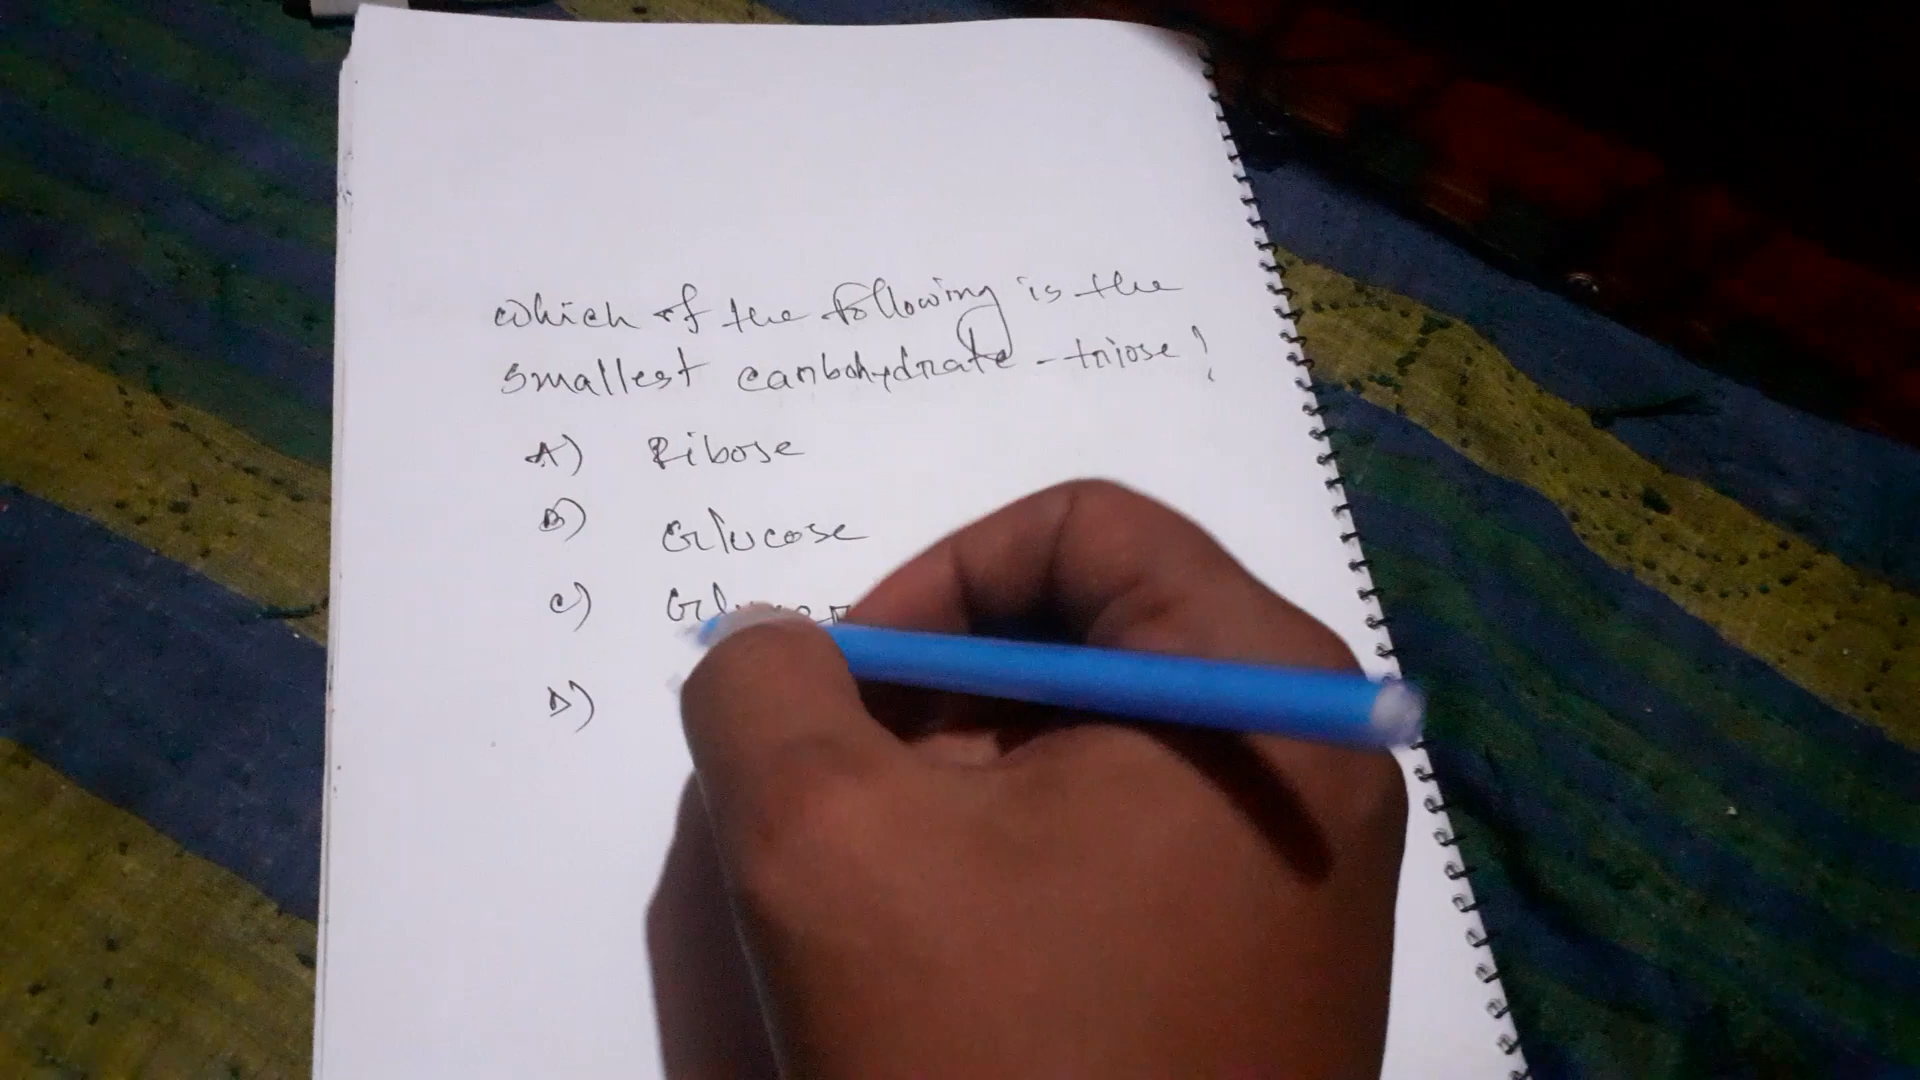 Which of the following is the
smallest carbohydrate - triose?
A) Ribose
B) Glucose
C)
D)